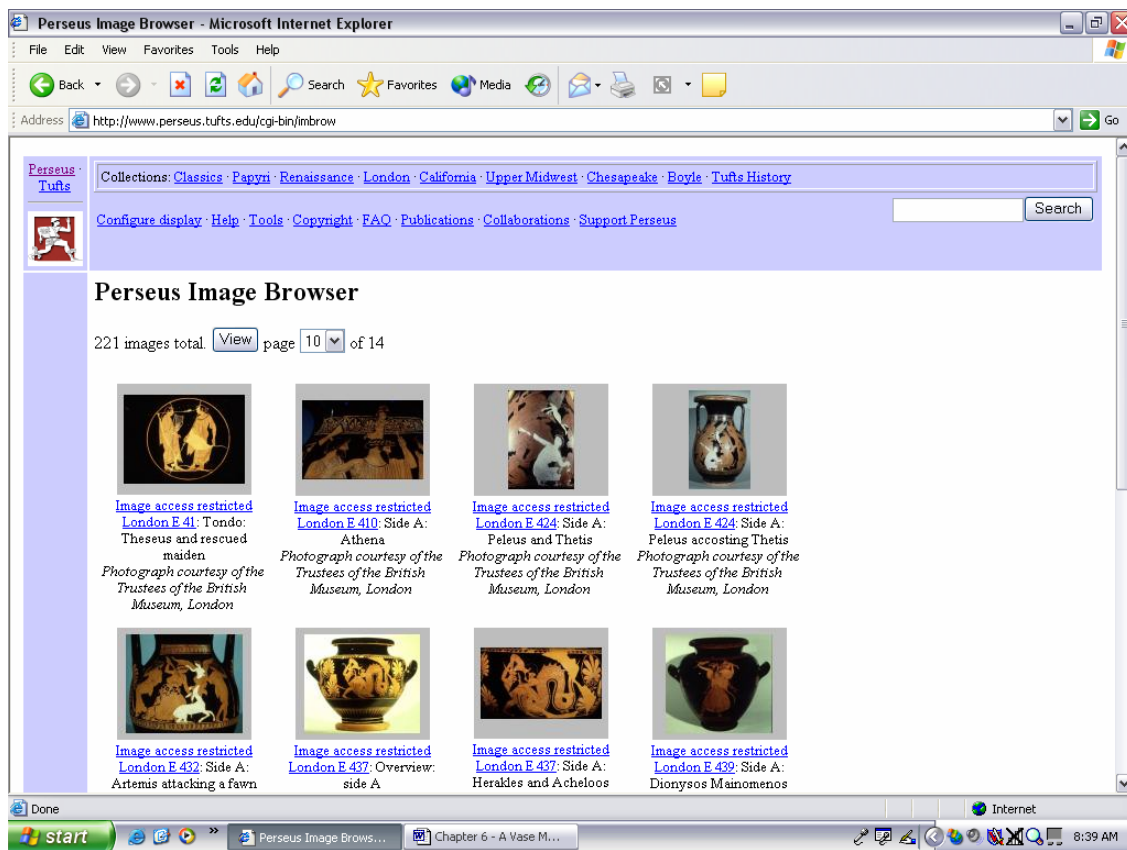 Perseus Image Browser - Microsoft Internet Explorer
File Edit View Favorites Tools Help
Back Search Favorites Media
Address http://www.perseus.tufts.edu/cgi-bin/imbrow Go
Perseus ·
Tufts
Collections: Classics · Papyri · Renaissance · London · California · Upper Midwest · Chesapeake · Boyle · Tufts History
Configure display · Help · Tools · Copyright · FAQ · Publications · Collaborations · Support Perseus
Search
Perseus Image Browser
221 images total. View page 10 of 14
Image access restricted
London E 41: Tondo:
Theseus and rescued
maiden
Photograph courtesy of the
Trustees of the British
Museum, London
Image access restricted
London E 410: Side A:
Athena
Photograph courtesy of the
Trustees of the British
Museum, London
Image access restricted
London E 424: Side A:
Peleus and Thetis
Photograph courtesy of the
Trustees of the British
Museum, London
Image access restricted
London E 424: Side A:
Peleus accosting Thetis
Photograph courtesy of the
Trustees of the British
Museum, London
Image access restricted
London E 432: Side A:
Artemis attacking a fawn
Image access restricted
London E 437: Overview:
side A
Image access restricted
London E 437: Side A:
Herakles and Acheloos
Image access restricted
London E 439: Side A:
Dionysos Mainomenos
Done Internet
start » Perseus Image Brows... Chapter 6 - A Vase M... 8:39 AM